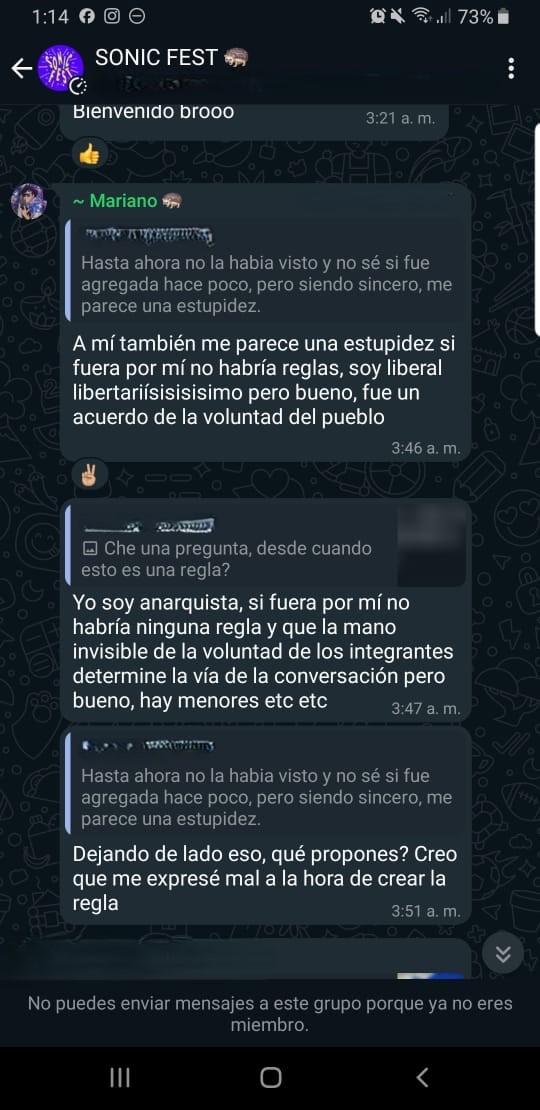 1:14
73%
SONIC FEST
Bienvenido brooo
3:21 a. m.
~ Mariano
Hasta ahora no la habia visto y no sé si fue
agregada hace poco, pero siendo sincero, me
parece una estupidez.
A mí también me parece una estupidez si
fuera por mí no habría reglas, soy liberal
libertariísisisisimo pero bueno, fue un
acuerdo de la voluntad del pueblo
3:46 a. m.
Che una pregunta, desde cuando
esto es una regla?
Yo soy anarquista, si fuera por mí no
habría ninguna regla y que la mano
invisible de la voluntad de los integrantes
determine la vía de la conversación pero
bueno, hay menores etc etc
3:47 a. m.
Hasta ahora no la habia visto y no sé si fue
agregada hace poco, pero siendo sincero, me
parece una estupidez.
Dejando de lado eso, qué propones? Creo
que me expresé mal a la hora de crear la
regla
3:51 a. m.
No puedes enviar mensajes a este grupo porque ya no eres
miembro.